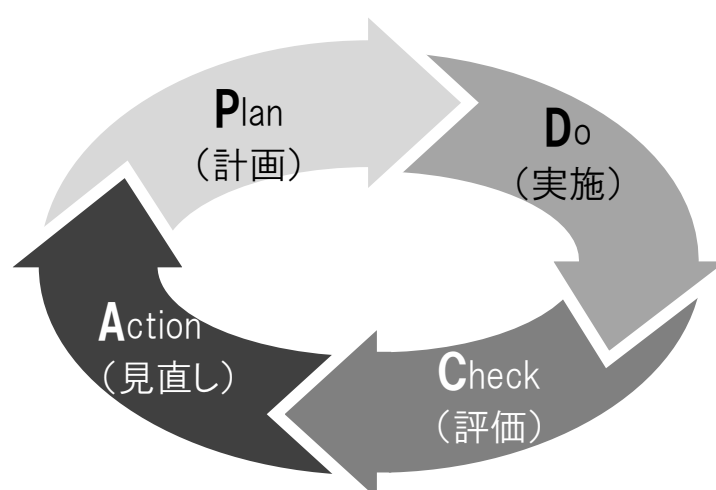 Plan
（計画）
Do
（実施）
Check
（評価）
Action
（見直し）